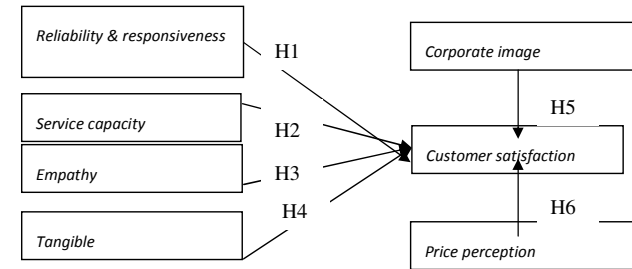 Reliability & responsiveness
H1
Corporate image
H5
Service capacity
H2
Customer satisfaction
Empathy
H3
H4
H6
Tangible
Price perception